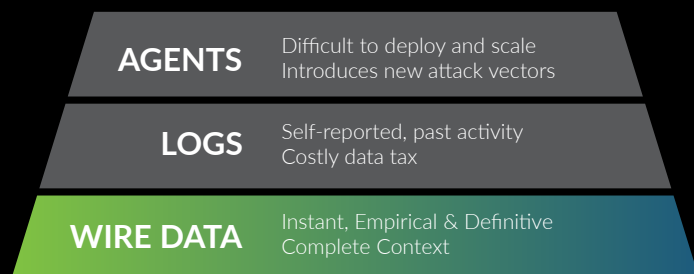 AGENTS
Difficult to deploy and scale
Introduces new attack vectors
LOGS
Self-reported, past activity
Costly data tax
WIRE DATA
Instant, Empirical & Definitive
Complete Context